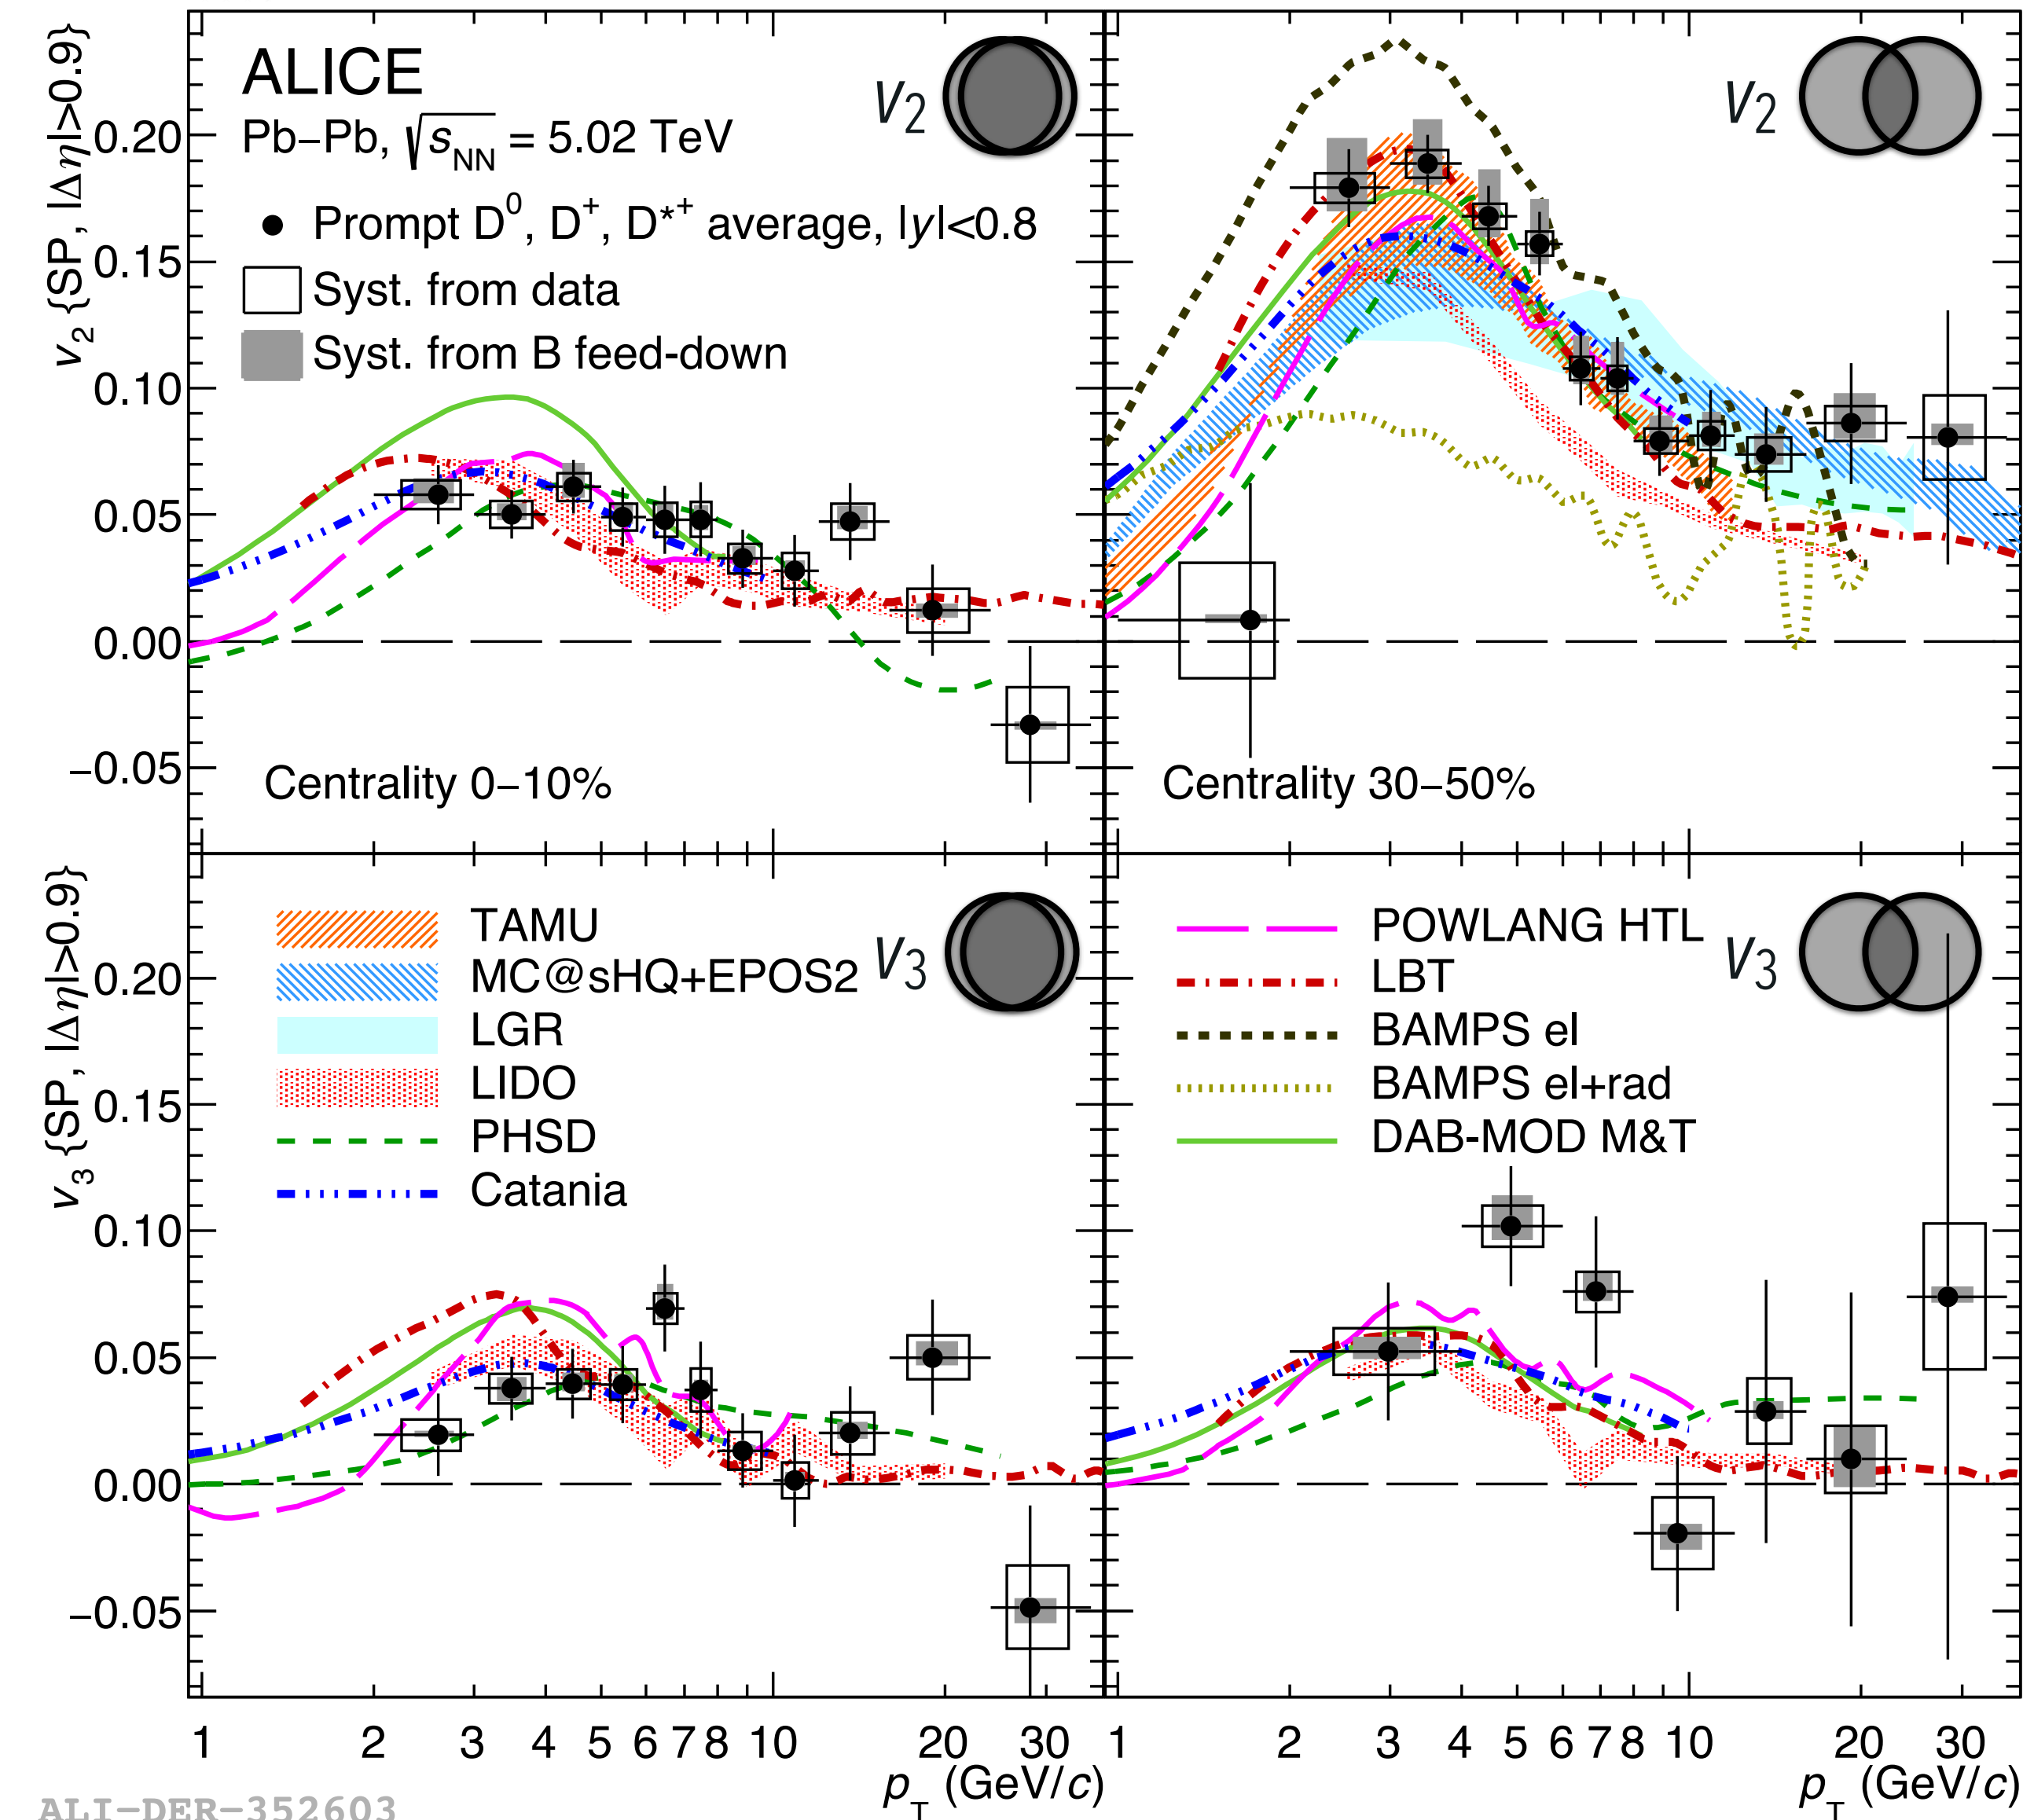 ALICE
Pb–Pb, √sNN = 5.02 TeV
Prompt D0, D+, D*+ average, |y|<0.8
Syst. from data
Syst. from B feed-down
v2
v2
v2 {SP, |Δη|>0.9}
0.20
0.15
0.10
0.05
0.00
−0.05
Centrality 0–10%
Centrality 30–50%
v3 {SP, |Δη|>0.9}
0.20
0.15
0.10
0.05
0.00
−0.05
TAMU
MC@sHQ+EPOS2
LGR
LIDO
PHSD
Catania
v3
POWLANG HTL
LBT
BAMPS el
BAMPS el+rad
DAB-MOD M&T
v3
1 2 3 4 5 6 7 8 10 20 30
1 2 3 4 5 6 7 8 10 20 30
pT (GeV/c)
pT (GeV/c)
ALI-DER-352603